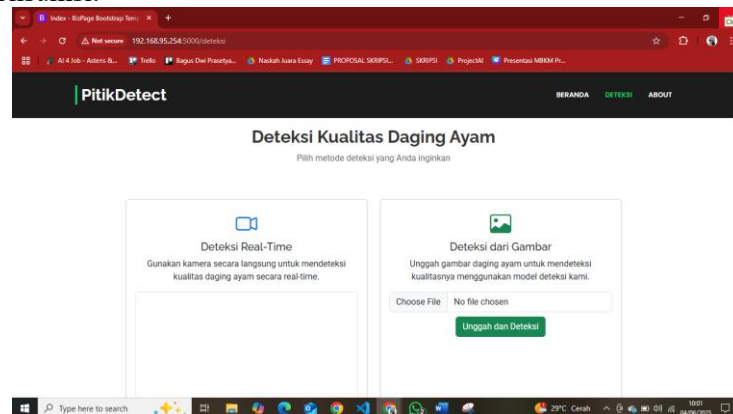 Index - BizPage Bootstrap Tem
Not secure 192.168.95.254:5000/deteksi
AI 4 Job - Asteris &... Trello Bagus Dwi Prasetya... Naskah Juara Essay PROPOSAL SKRIPSI... SKRIPSI ProjectAI Presentasi MBKM Pr...
PitikDetect
BERANDA DETEKSI ABOUT
Deteksi Kualitas Daging Ayam
Pilih metode deteksi yang Anda inginkan
Deteksi Real-Time
Gunakan kamera secara langsung untuk mendeteksi
kualitas daging ayam secara real-time.
Deteksi dari Gambar
Unggah gambar daging ayam untuk mendeteksi
kualitasnya menggunakan model deteksi kami.
Choose File No file chosen
Unggah dan Deteksi
Type here to search
29°C Cerah
10:01
04/06/2025